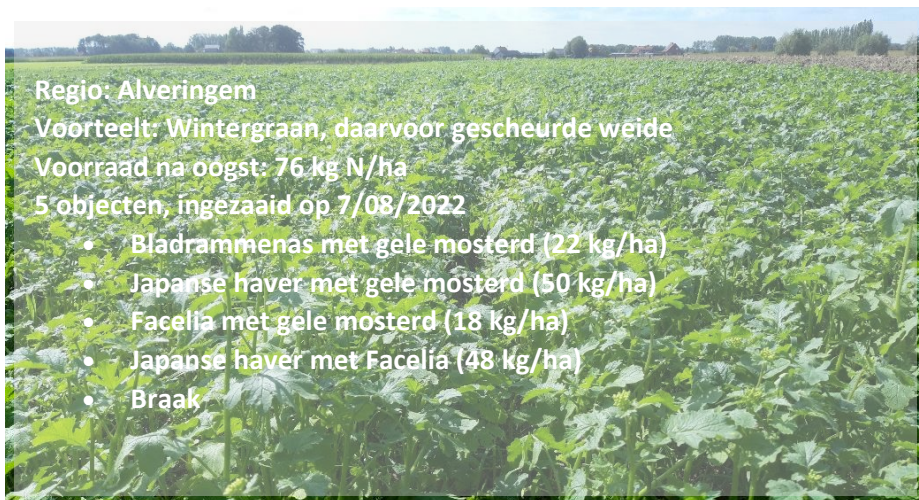 Regio: Alveringem
Voorteelt: Wintergraan, daarvoor gescheurde weide
Voorraad na oogst: 76 kg N/ha
5 objecten, ingezaaid op 7/08/2022
• Bladrammenas met gele mosterd (22 kg/ha)
• Japanse haver met gele mosterd (50 kg/ha)
• Facelia met gele mosterd (18 kg/ha)
• Japanse haver met Facelia (48 kg/ha)
• Braak